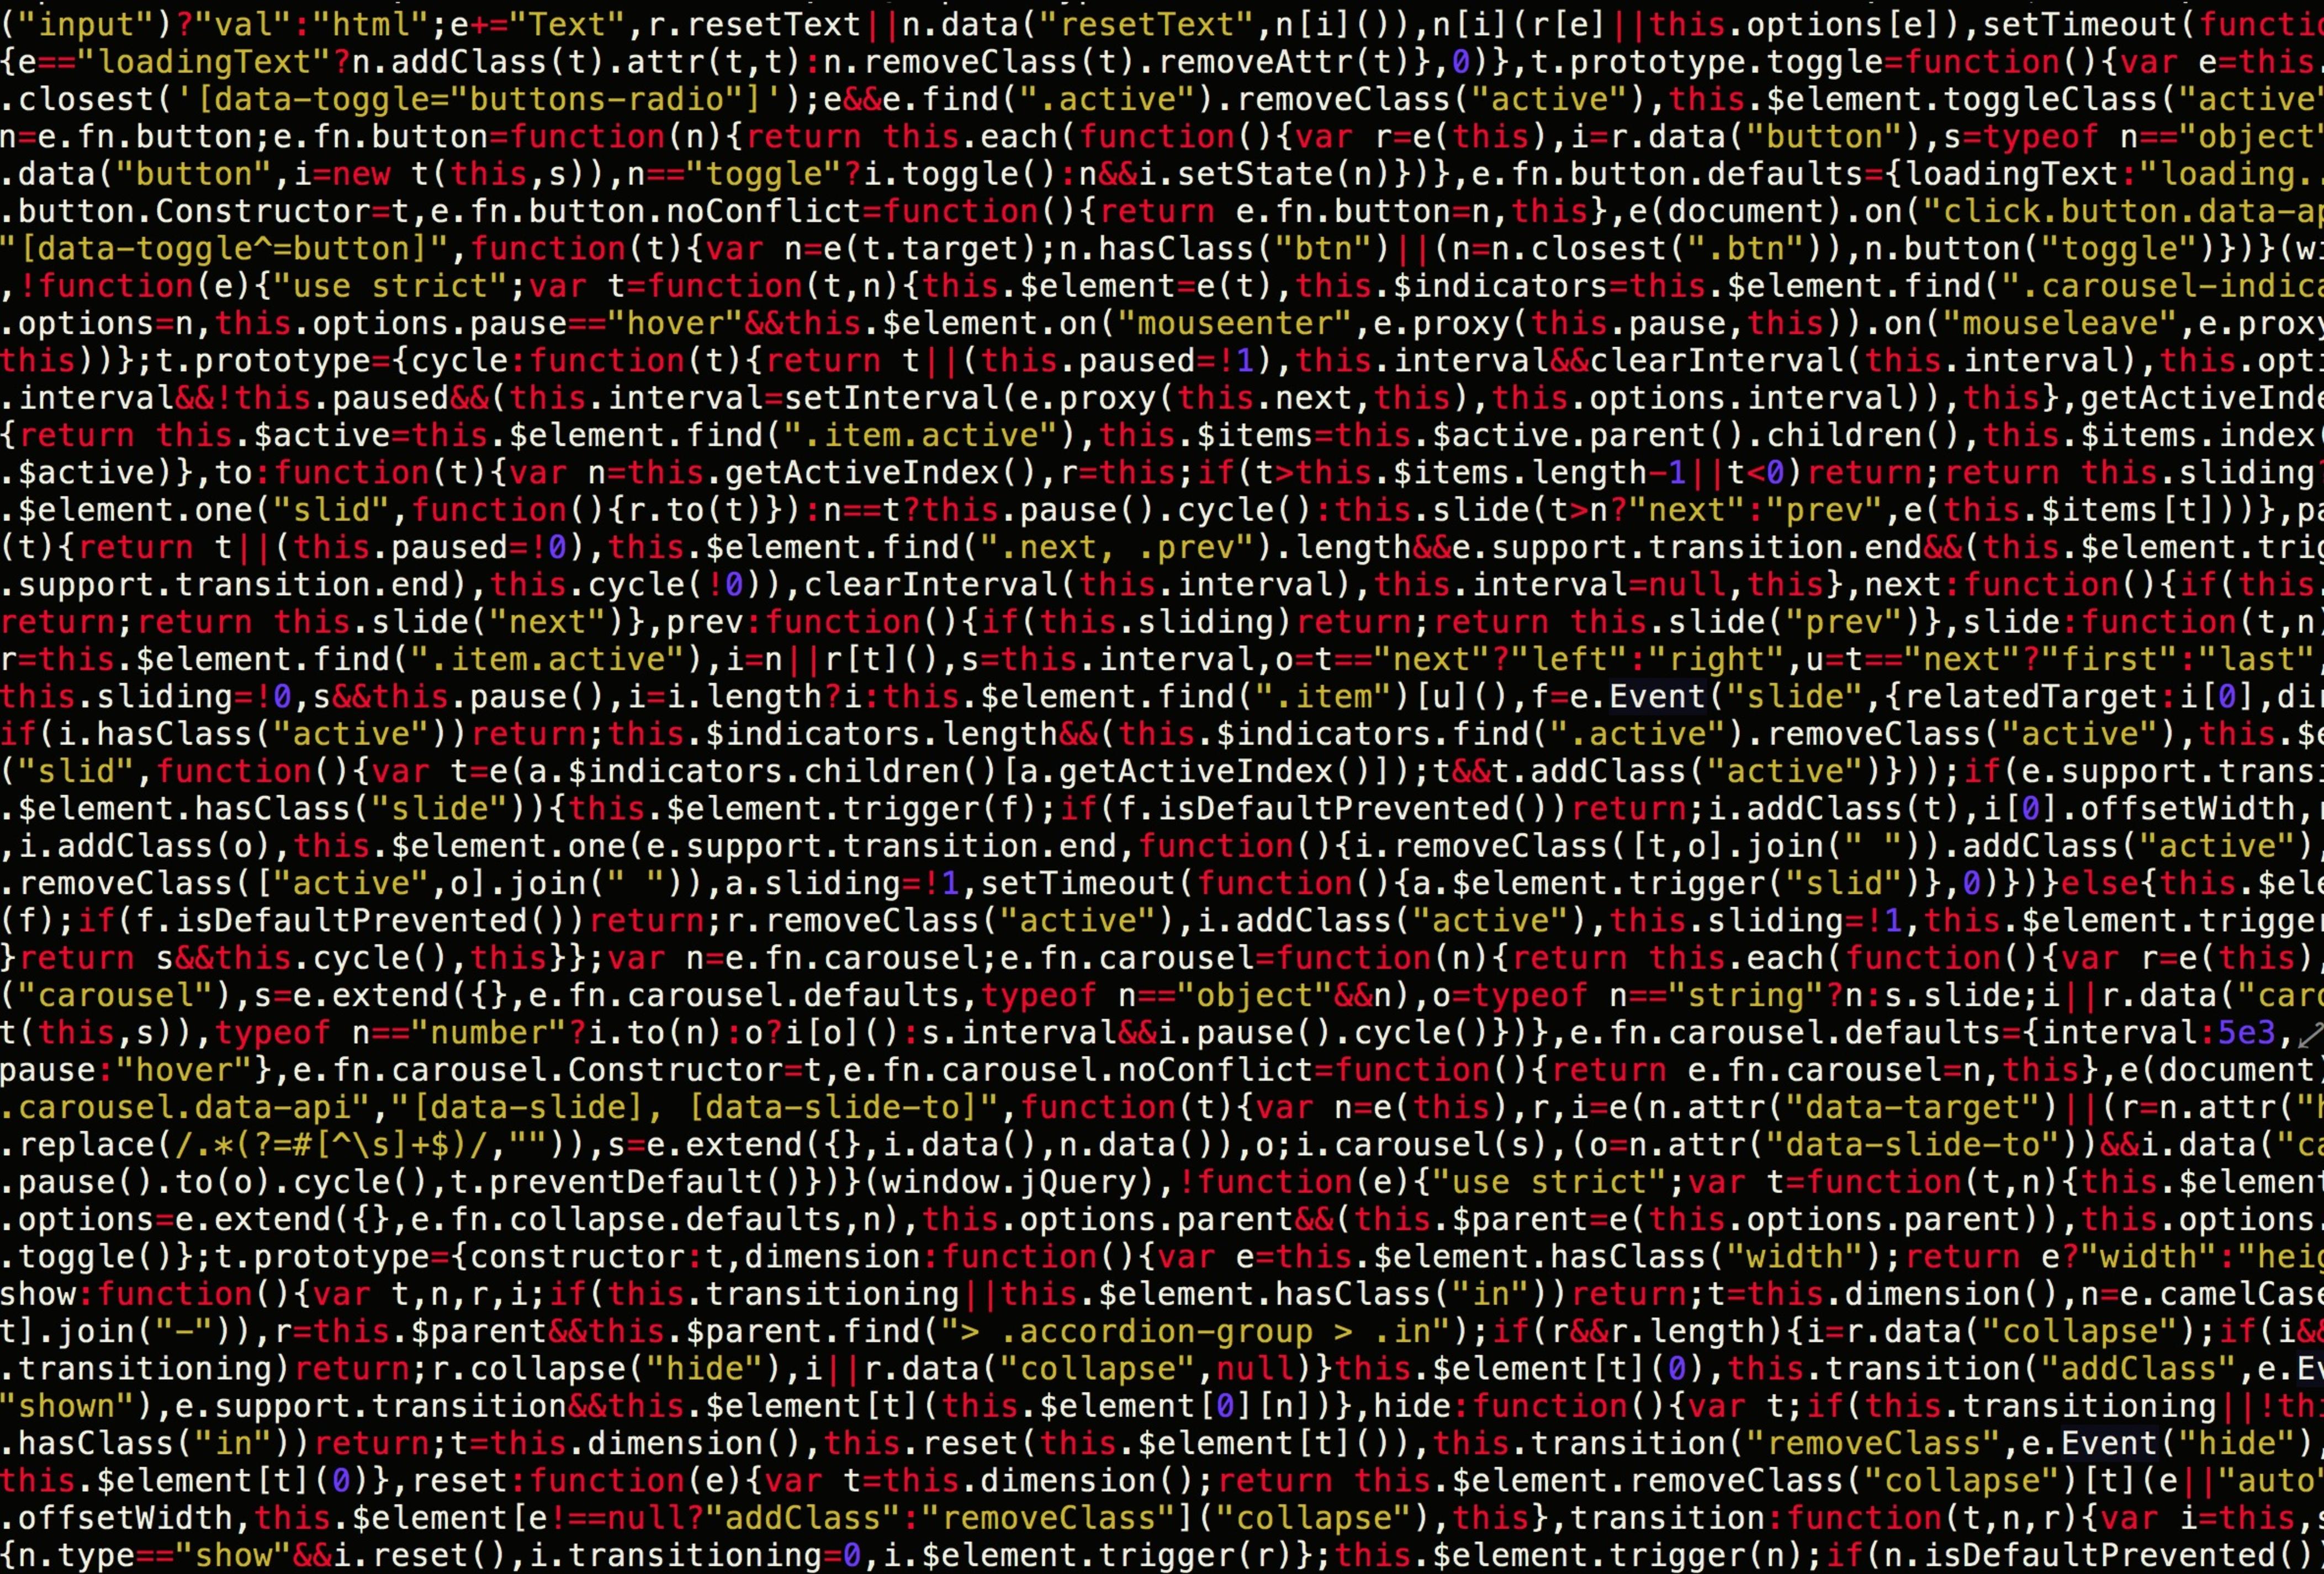 ("input")?"val":"html";e+="Text",r.resetText||n.data("resetText",n[i]()),n[i](r[e]||this.options[e]),setTimeout(functi
{e=="loadingText"?n.addClass(t).attr(t,t):n.removeClass(t).removeAttr(t)},0)},t.prototype.toggle=function(){var e=this.
.closest('[data-toggle="buttons-radio"]');e&&e.find(".active").removeClass("active"),this.$element.toggleClass("active"
n=e.fn.button;e.fn.button=function(n){return this.each(function(){var r=e(this),i=r.data("button"),s=typeof n=="object"
.data("button",i=new t(this,s)),n=="toggle"?i.toggle():n&&i.setState(n)})},e.fn.button.defaults={loadingText:"loading..
.button.Constructor=t,e.fn.button.noConflict=function(){return e.fn.button=n,this},e(document).on("click.button.data-ap
"[data-toggle^=button]",function(t){var n=e(t.target);n.hasClass("btn")||(n=n.closest(".btn")),n.button("toggle")})}(wi
,!function(e){"use strict";var t=function(t,n){this.$element=e(t),this.$indicators=this.$element.find(".carousel-indica
.options=n,this.options.pause=="hover"&&this.$element.on("mouseenter",e.proxy(this.pause,this)).on("mouseleave",e.proxy
this))};t.prototype={cycle:function(t){return t||(this.paused=!1),this.interval&&clearInterval(this.interval),this.opti
.interval&&!this.paused&&(this.interval=setInterval(e.proxy(this.next,this),this.options.interval)),this},getActiveInde
{return this.$active=this.$element.find(".item.active"),this.$items=this.$active.parent().children(),this.$items.index(
.$active)},to:function(t){var n=this.getActiveIndex(),r=this;if(t>this.$items.length-1||t<0)return;return this.sliding?
.$element.one("slid",function(){r.to(t)}):n==t?this.pause().cycle():this.slide(t>n?"next":"prev",e(this.$items[t]))},pa
(t){return t||(this.paused=!0),this.$element.find(".next, .prev").length&&e.support.transition.end&&(this.$element.trig
.support.transition.end),this.cycle(!0)),clearInterval(this.interval),this.interval=null,this},next:function(){if(this.
return;return this.slide("next")},prev:function(){if(this.sliding)return;return this.slide("prev")},slide:function(t,n)
r=this.$element.find(".item.active"),i=n||r[t](),s=this.interval,o=t=="next"?"left":"right",u=t=="next"?"first":"last",
this.sliding=!0,s&&this.pause(),i=i.length?i:this.$element.find(".item")[u](),f=e.Event("slide",{relatedTarget:i[0],di
if(i.hasClass("active"))return;this.$indicators.length&&(this.$indicators.find(".active").removeClass("active"),this.$e
("slid",function(){var t=e(a.$indicators.children()[a.getActiveIndex()]);t&&t.addClass("active")}));if(e.support.transi
.$element.hasClass("slide")){this.$element.trigger(f);if(f.isDefaultPrevented())return;i.addClass(t),i[0].offsetWidth,
,i.addClass(o),this.$element.one(e.support.transition.end,function(){i.removeClass([t,o].join(" ")).addClass("active"),
.removeClass(["active",o].join(" ")),a.sliding=!1,setTimeout(function(){a.$element.trigger("slid")},0)})}else{this.$ele
(f);if(f.isDefaultPrevented())return;r.removeClass("active"),i.addClass("active"),this.sliding=!1,this.$element.trigger
}return s&&this.cycle(),this}};var n=e.fn.carousel;e.fn.carousel=function(n){return this.each(function(){var r=e(this),
("carousel"),s=e.extend({},e.fn.carousel.defaults,typeof n=="object"&&n),o=typeof n=="string"?n:s.slide;i||r.data("caro
t(this,s)),typeof n=="number"?i.to(n):o?i[o]():s.interval&&i.pause().cycle()})},e.fn.carousel.defaults={interval:5e3,
pause:"hover"},e.fn.carousel.Constructor=t,e.fn.carousel.noConflict=function(){return e.fn.carousel=n,this},e(document)
.carousel.data-api","[data-slide], [data-slide-to]",function(t){var n=e(this),r,i=e(n.attr("data-target")||(r=n.attr("h
.replace(/.*(?=#[^\s]+$)/,"")),s=e.extend({},i.data(),n.data()),o;i.carousel(s),(o=n.attr("data-slide-to"))&&i.data("ca
.pause().to(o).cycle(),t.preventDefault()})}(window.jQuery),!function(e){"use strict";var t=function(t,n){this.$element
.options=e.extend({},e.fn.collapse.defaults,n),this.options.parent&&(this.$parent=e(this.options.parent)),this.options.
.toggle()};t.prototype={constructor:t,dimension:function(){var e=this.$element.hasClass("width");return e?"width":"heig
show:function(){var t,n,r,i;if(this.transitioning||this.$element.hasClass("in"))return;t=this.dimension(),n=e.camelCase
t].join("-")),r=this.$parent&&this.$parent.find("> .accordion-group > .in");if(r&&r.length){i=r.data("collapse");if(i&&
.transitioning)return;r.collapse("hide"),i||r.data("collapse",null)}this.$element[t](0),this.transition("addClass",e.Ev
"shown"),e.support.transition&&this.$element[t](this.$element[0][n])},hide:function(){var t;if(this.transitioning||!thi
.hasClass("in"))return;t=this.dimension(),this.reset(this.$element[t]()),this.transition("removeClass",e.Event("hide"),
this.$element[t](0)},reset:function(e){var t=this.dimension();return this.$element.removeClass("collapse")[t](e||"auto"
.offsetWidth,this.$element[e!==null?"addClass":"removeClass"]("collapse"),this},transition:function(t,n,r){var i=this,s
{n.type=="show"&&i.reset(),i.transitioning=0,i.$element.trigger(r)};this.$element.trigger(n);if(n.isDefaultPrevented())